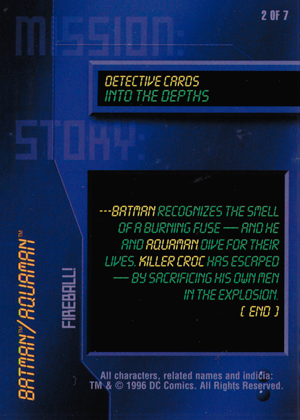 MISSION:
2 OF 7
DETECTIVE CARDS
INTO THE DEPTHS
STORY:
---BATMAN RECOGNIZES THE SMELL
OF A BURNING FUSE — AND HE
AND AQUAMAN DIVE FOR THEIR
LIVES. KILLER CROC HAS ESCAPED
— BY SACRIFICING HIS OWN MEN
IN THE EXPLOSION.
( END )
BATMAN™/AQUAMAN™
FIREBALL!
All characters, related names and indicia:
TM & © 1996 DC Comics. All Rights Reserved.